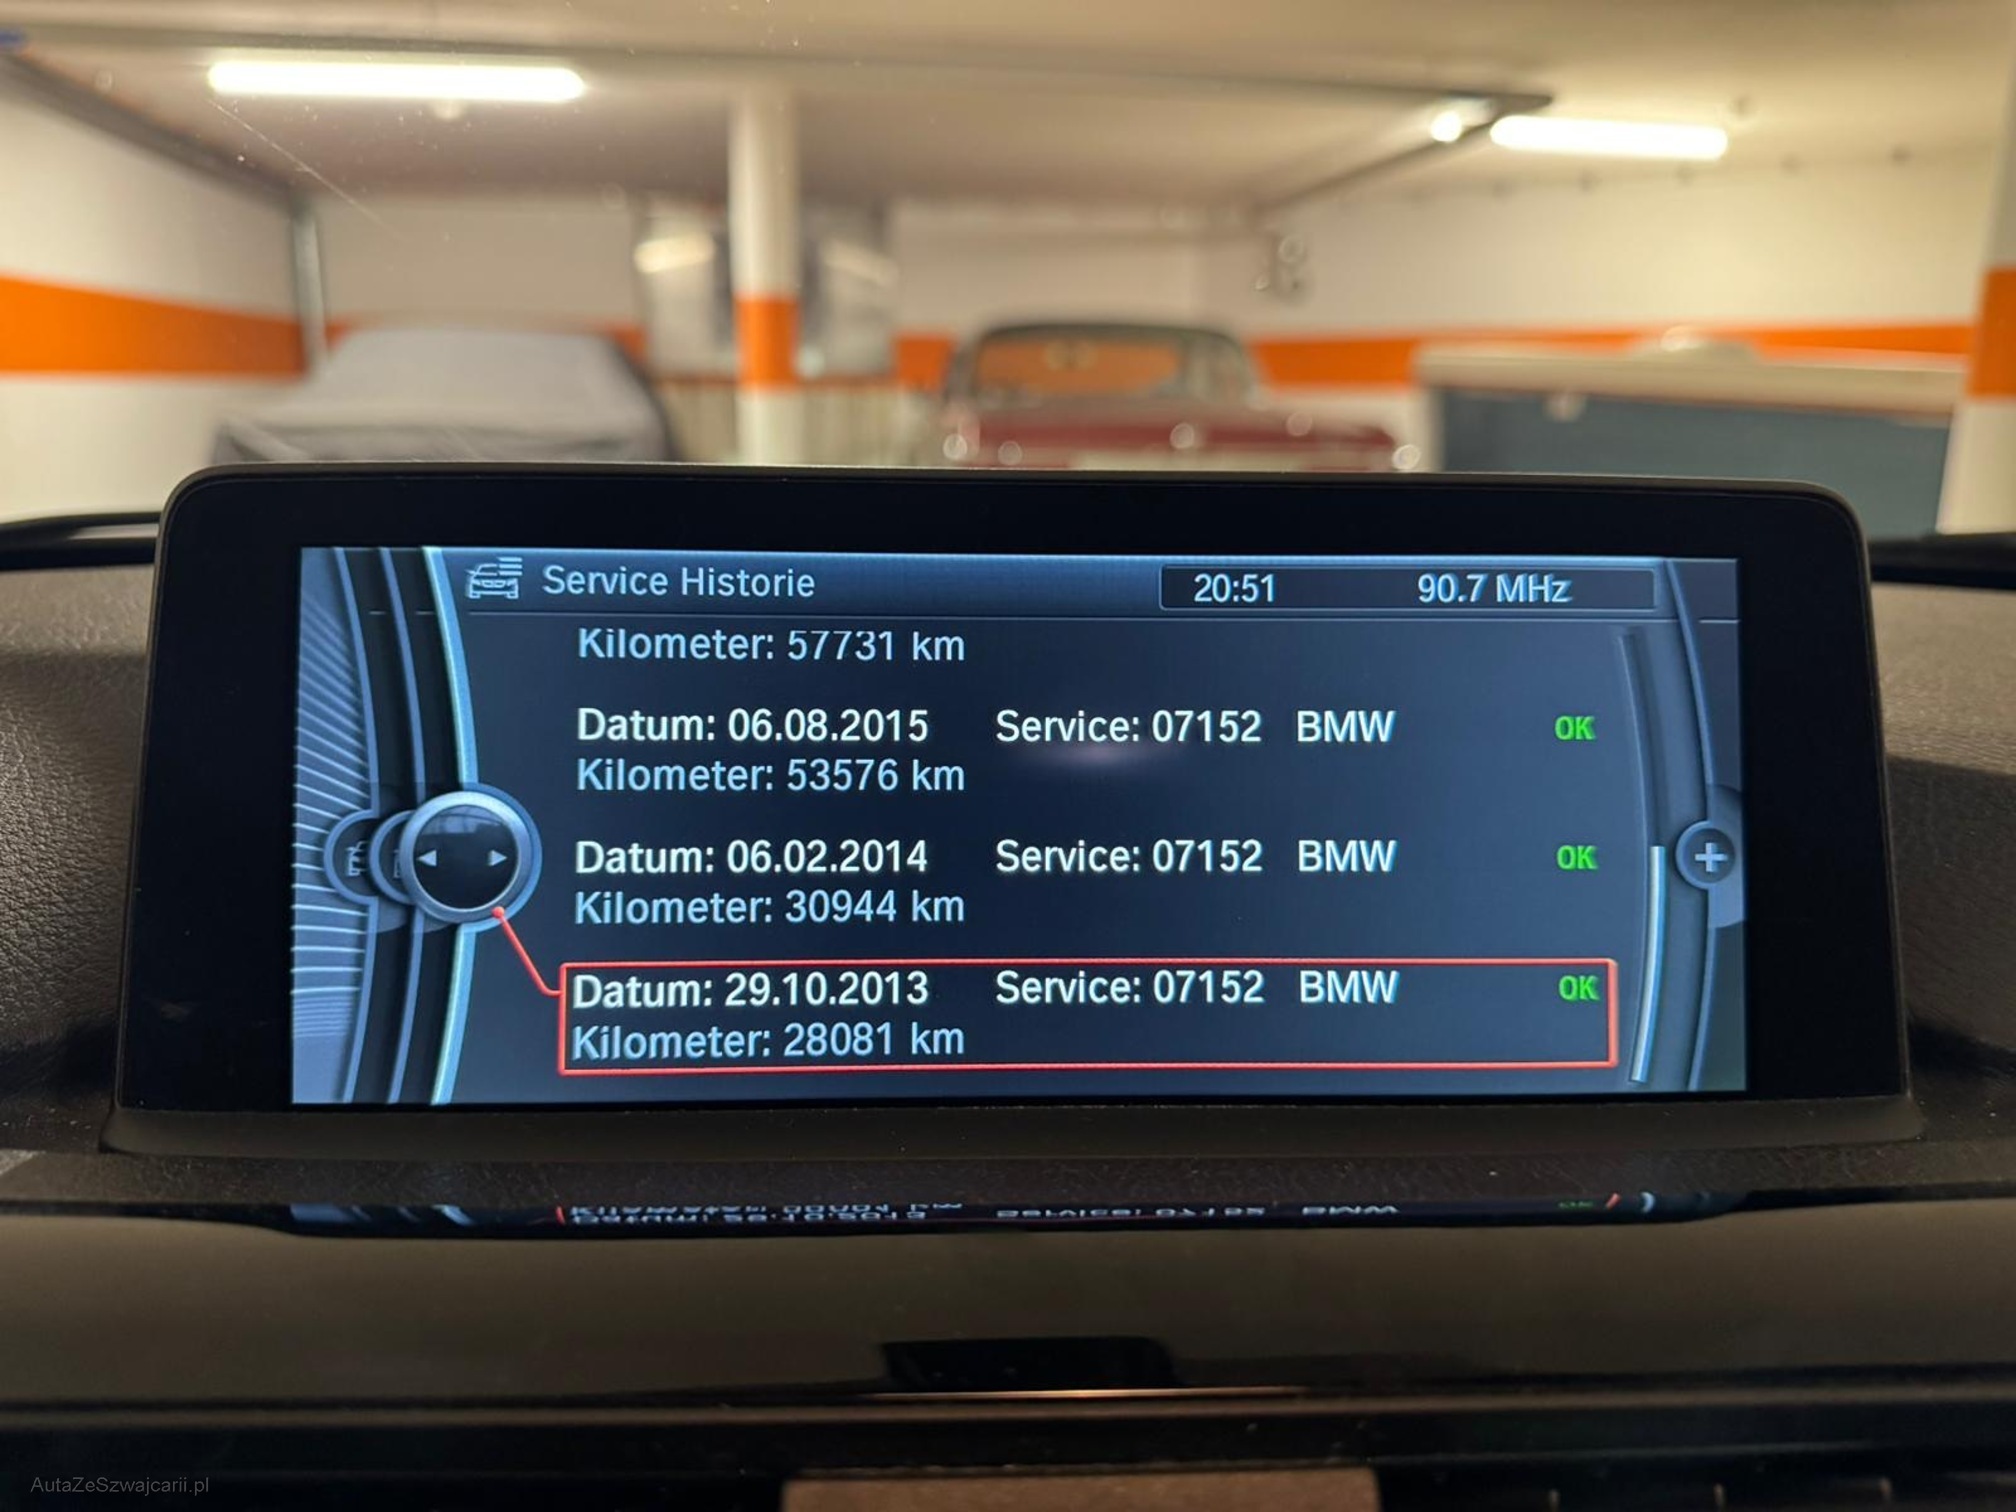 Service Historie 20:51 90.7 MHz
Kilometer: 57731 km
Datum: 06.08.2015 Service: 07152 BMW OK
Kilometer: 53576 km
Datum: 06.02.2014 Service: 07152 BMW OK
Kilometer: 30944 km
Datum: 29.10.2013 Service: 07152 BMW OK
Kilometer: 28081 km
AutaZeSzwajcarii.pl